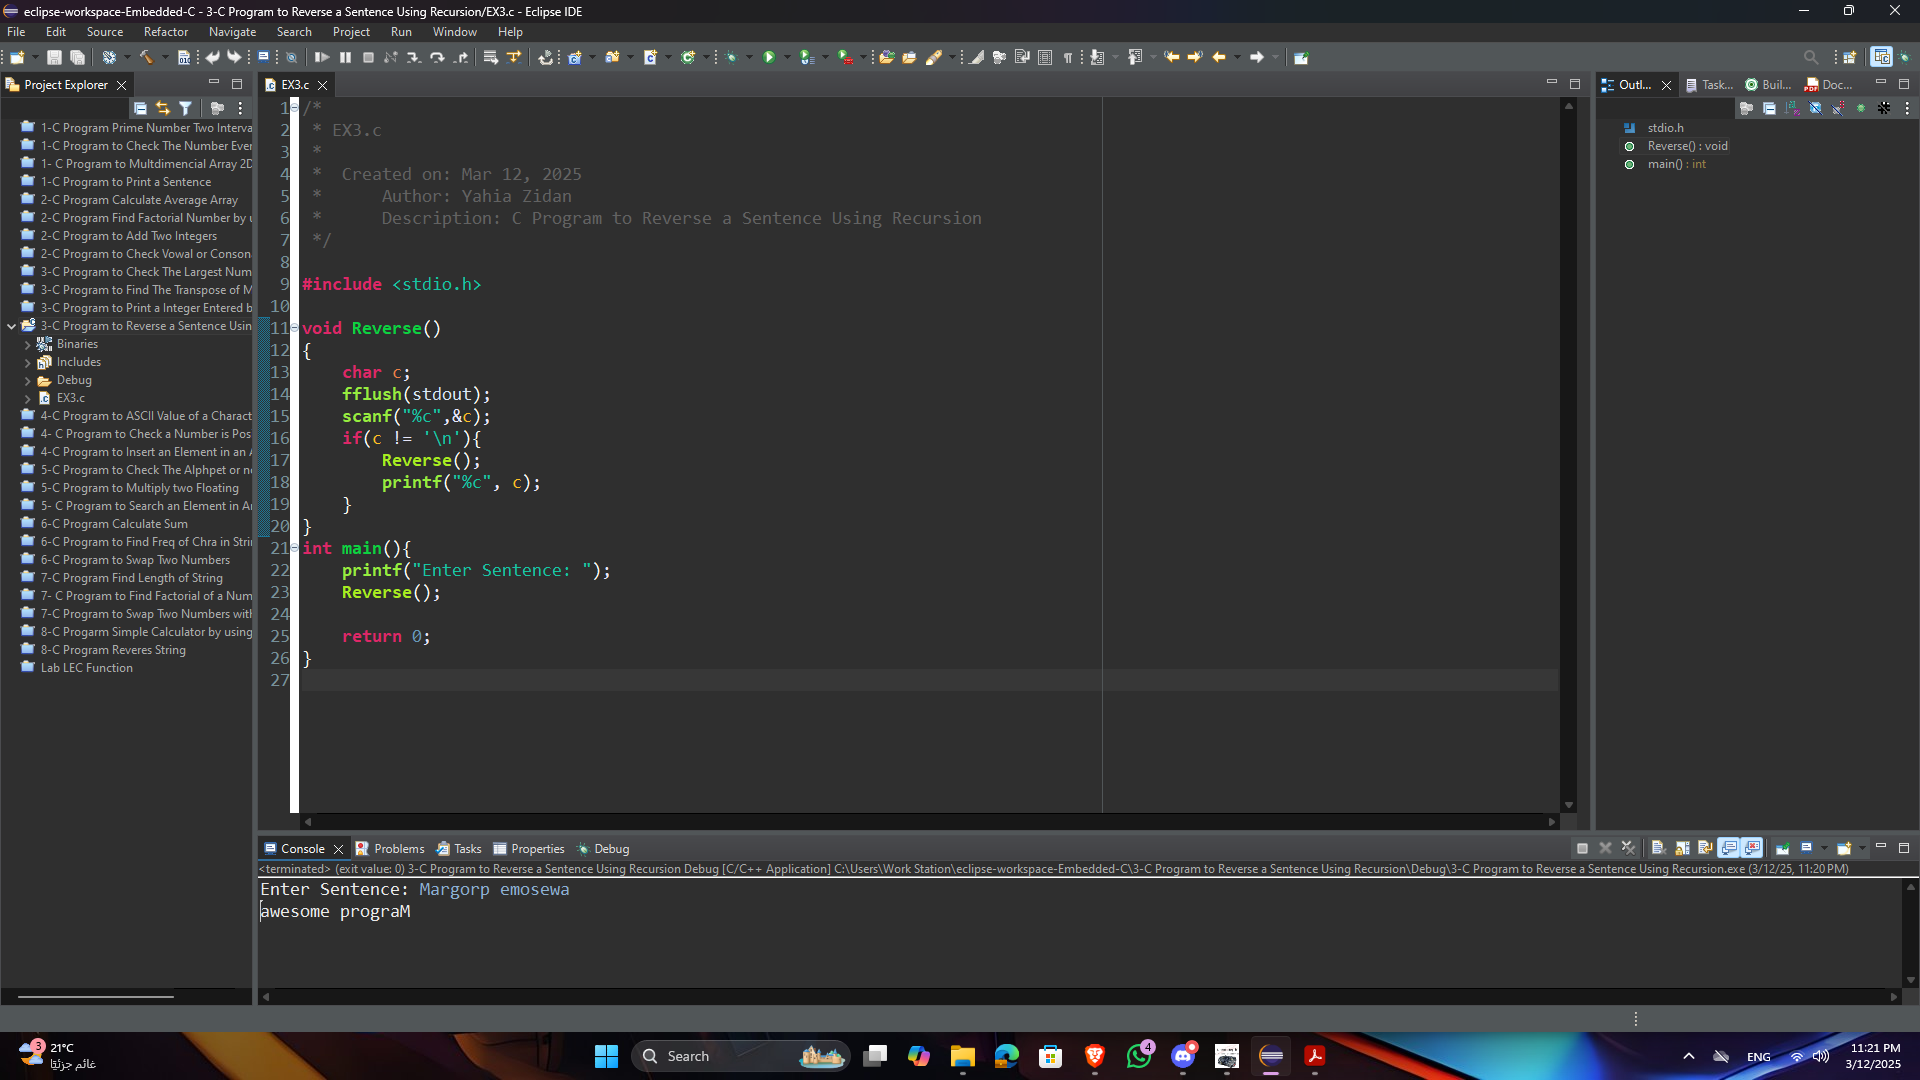 eclipse-workspace-Embedded-C - 3-C Program to Reverse a Sentence Using Recursion/EX3.c - Eclipse IDE
File Edit Source Refactor Navigate Search Project Run Window Help
Project Explorer
1-C Program Prime Number Two Interva
1-C Program to Check The Number Ever
1- C Program to Multdimencial Array 2D
1-C Program to Print a Sentence
2-C Program Calculate Average Array
2-C Program Find Factorial Number by u
2-C Program to Add Two Integers
2-C Program to Check Vowal or Conson
3-C Program to Check The Largest Num
3-C Program to Find The Transpose of M
3-C Program to Print a Integer Entered b
3-C Program to Reverse a Sentence Usin
Binaries
Includes
Debug
EX3.c
4-C Program to ASCII Value of a Charact
4- C Program to Check a Number is Pos
4-C Program to Insert an Element in an A
5-C Program to Check The Alphpet or n
5-C Program to Multiply two Floating
5- C Program to Search an Element in A
6-C Program Calculate Sum
6-C Program to Find Freq of Chra in Stri
6-C Program to Swap Two Numbers
7-C Program Find Length of String
7- C Program to Find Factorial of a Num
7-C Program to Swap Two Numbers with
8-C Progarm Simple Calculator by using
8-C Program Reveres String
Lab LEC Function
EX3.c
1 /*
2 * EX3.c
3 *
4 * Created on: Mar 12, 2025
5 * Author: Yahia Zidan
6 * Description: C Program to Reverse a Sentence Using Recursion
7 */
8
9 #include <stdio.h>
10
11 void Reverse()
12 {
13 char c;
14 fflush(stdout);
15 scanf("%c",&c);
16 if(c != '\n'){
17 Reverse();
18 printf("%c", c);
19 }
20 }
21 int main(){
22 printf("Enter Sentence: ");
23 Reverse();
24
25 return 0;
26 }
27
Outl... Task... Buil... Doc...
stdio.h
Reverse() : void
main() : int
Console Problems Tasks Properties Debug
<terminated> (exit value: 0) 3-C Program to Reverse a Sentence Using Recursion Debug [C/C++ Application] C:\Users\Work Station\eclipse-workspace-Embedded-C\3-C Program to Reverse a Sentence Using Recursion\Debug\3-C Program to Reverse a Sentence Using Recursion.exe (3/12/25, 11:20 PM)
Enter Sentence: Margorp emosewa
awesome prograM
3
21°C
غائم جزئيًا
Search
4
ENG
11:21 PM
3/12/2025